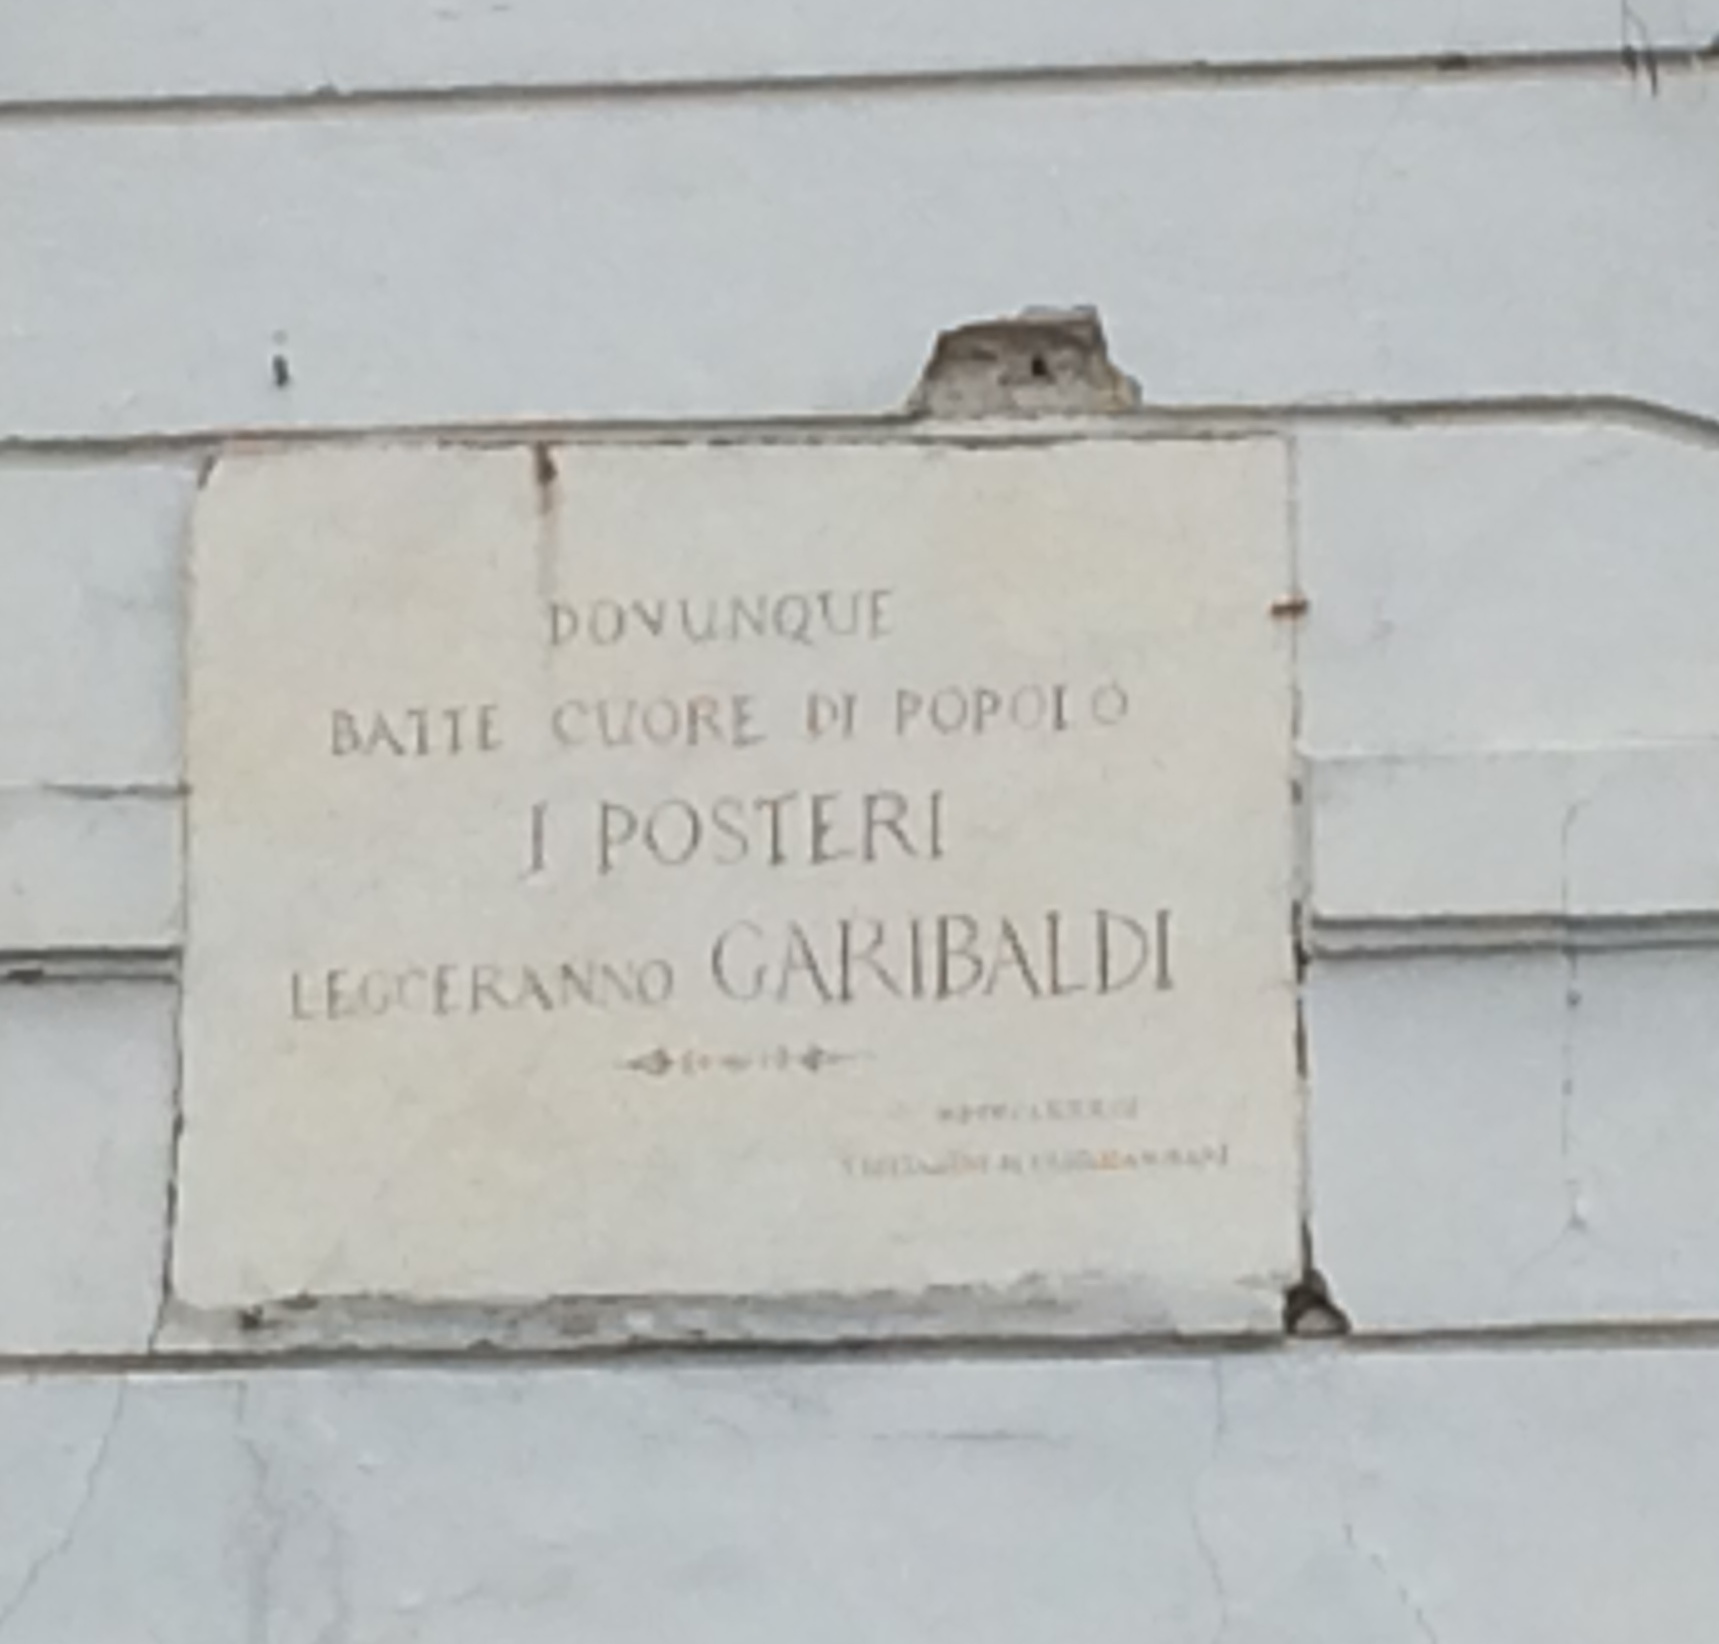 DOVUNQUE
BATTE CUORE DI POPOLO
I POSTERI
LEGGERANNO GARIBALDI